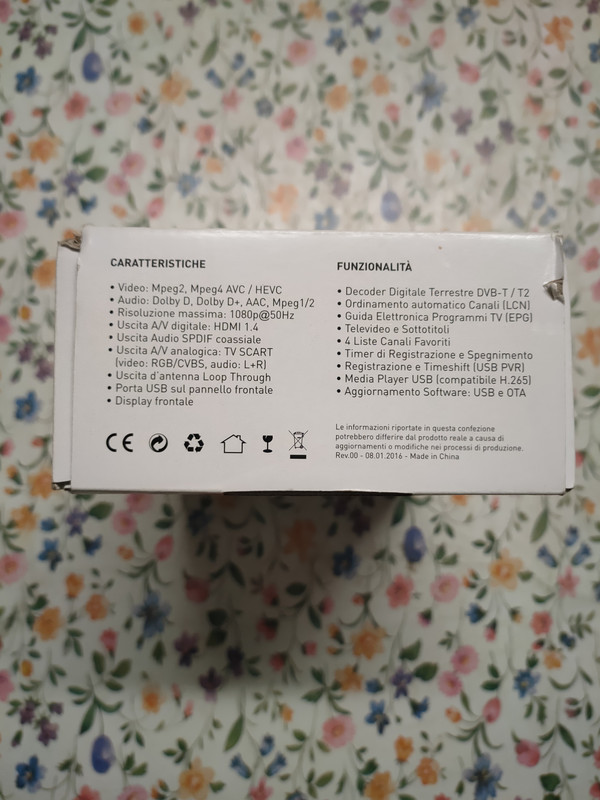 CARATTERISTICHE
• Video: Mpeg2, Mpeg4 AVC / HEVC
• Audio: Dolby D, Dolby D+, AAC, Mpeg1/2
• Risoluzione massima: 1080p@50Hz
• Uscita A/V digitale: HDMI 1.4
• Uscita Audio SPDIF coassiale
• Uscita A/V analogica: TV SCART
(video: RGB/CVBS, audio: L+R)
• Uscita d'antenna Loop Through
• Porta USB sul pannello frontale
• Display frontale
CE
FUNZIONALITÀ
• Decoder Digitale Terrestre DVB-T / T2
• Ordinamento automatico Canali (LCN)
• Guida Elettronica Programmi TV (EPG)
• Televideo e Sottotitoli
• 4 Liste Canali Favoriti
• Timer di Registrazione e Spegnimento
• Registrazione e Timeshift (USB PVR)
• Media Player USB (compatibile H.265)
• Aggiornamento Software: USB e OTA
Le informazioni riportate in questa confezione
potrebbero differire dal prodotto reale a causa di
aggiornamenti o modifiche nei processi di produzione.
Rev.00 - 08.01.2016 - Made in China